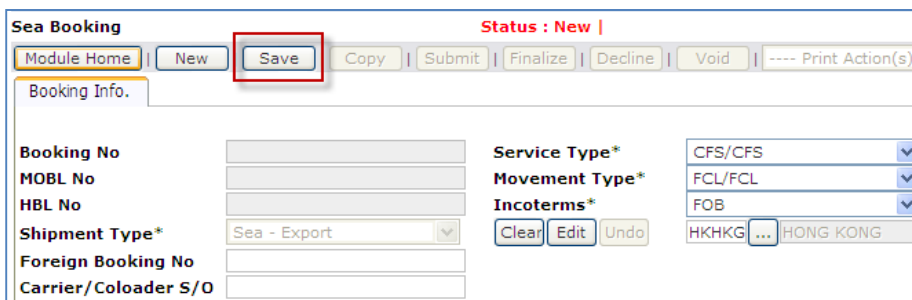 Sea Booking Status : New |
Module Home | New Save Copy | Submit | Finalize | Decline | Void | ---- Print Action(s)
Booking Info.
Booking No Service Type* CFS/CFS
MOBL No Movement Type* FCL/FCL
HBL No Incoterms* FOB
Shipment Type* Sea - Export Clear Edit Undo HKHKG ... HONG KONG
Foreign Booking No
Carrier/Coloader S/O